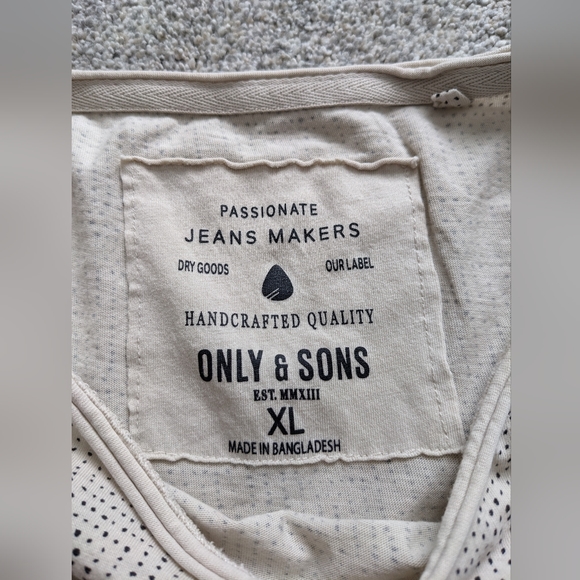 PASSIONATE
JEANS MAKERS
DRY GOODS OUR LABEL
HANDCRAFTED QUALITY
ONLY & SONS
EST. MMXIII
XL
MADE IN BANGLADESH